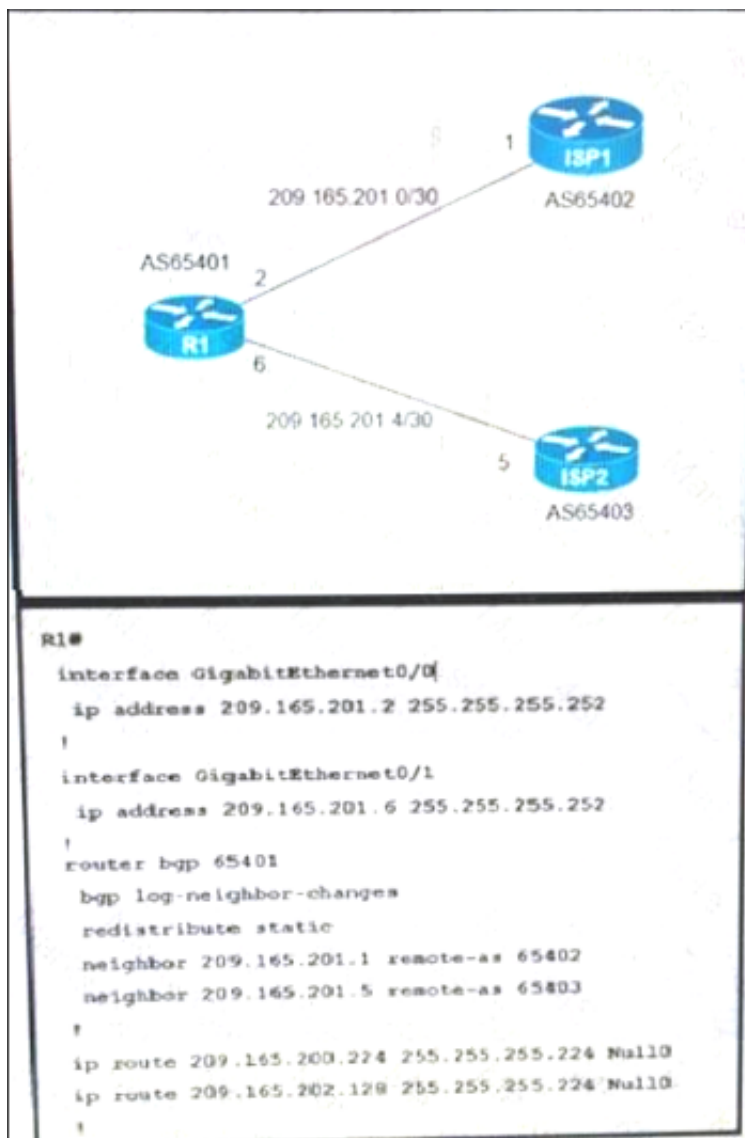 1
ISP1
209.165.201.0/30
AS65402
AS65401
2
R1
6
209.165.201.4/30
5
ISP2
AS65403
R1#
interface GigabitEthernet0/0
ip address 209.165.201.2 255.255.255.252
!
interface GigabitEthernet0/1
ip address 209.165.201.6 255.255.255.252
!
router bgp 65401
bgp log-neighbor-changes
redistribute static
neighbor 209.165.201.1 remote-as 65402
neighbor 209.165.201.5 remote-as 65403
!
ip route 209.165.200.224 255.255.255.224 Null0
ip route 209.165.202.128 255.255.255.224 Null0
!